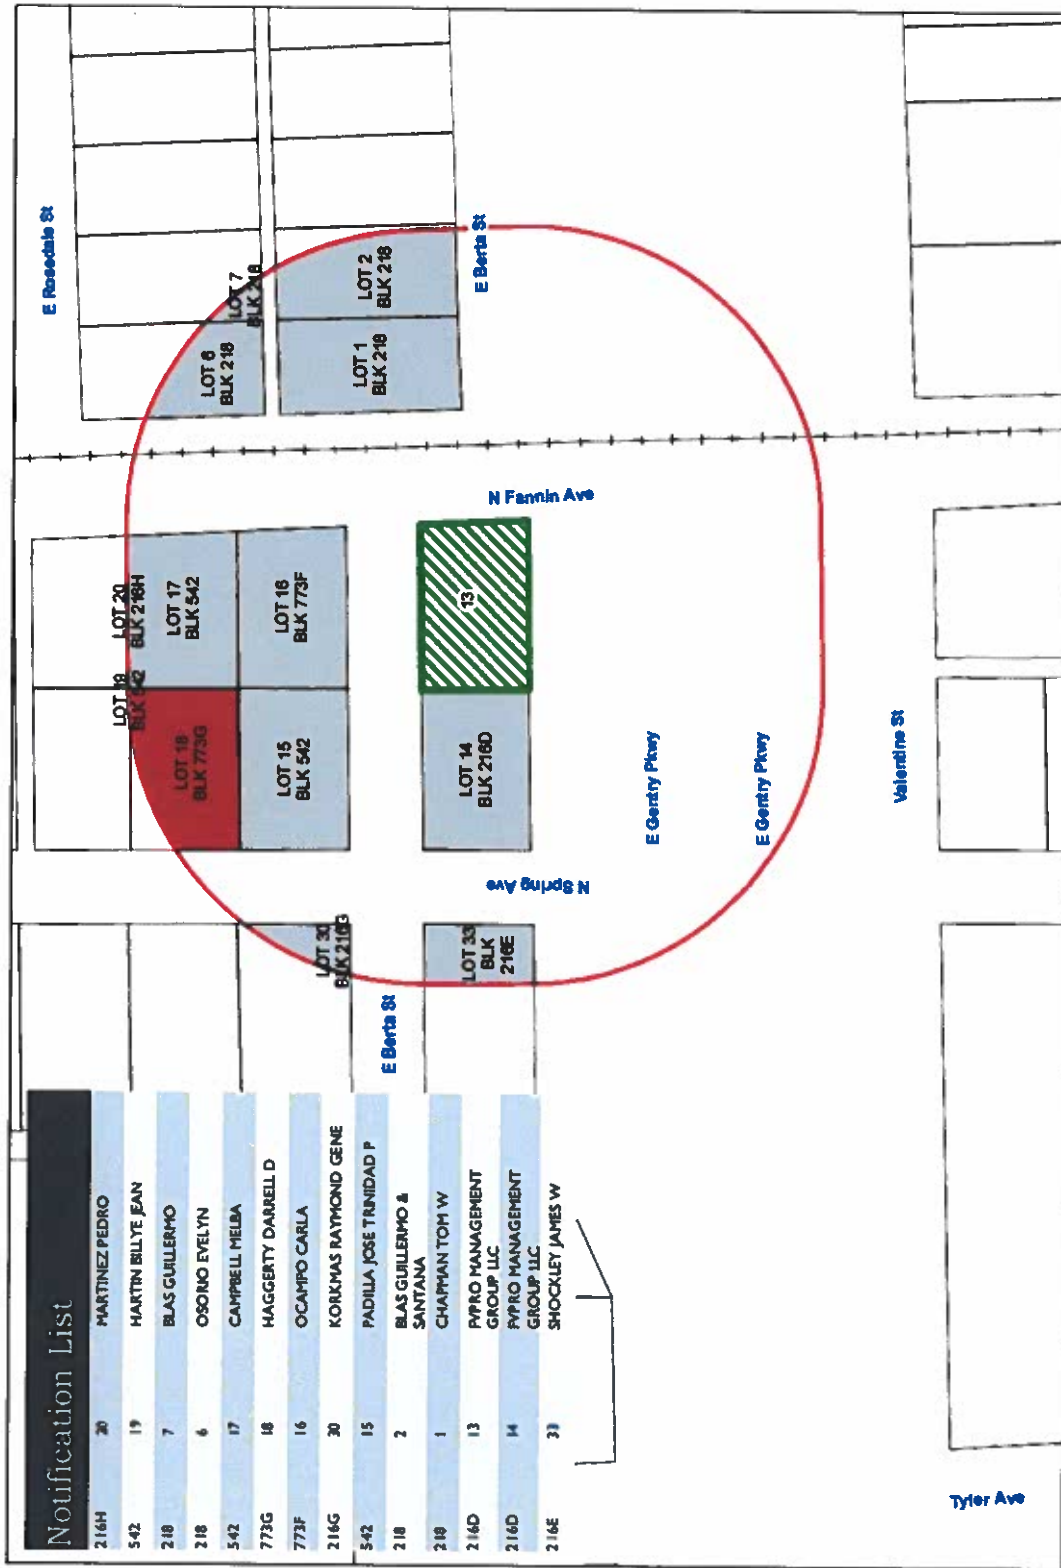 Notification List
216H 20 MARTINEZ PEDRO
542 19 HARTIN BILLYE JEAN
218 7 BLAS GUILLERMO
218 6 OSORIO EVELYN
542 17 CAMPBELL MELBA
773G 18 HAGGERTY DARRELL D
773F 16 OCAMPO CARLA
216G 30 KORKMAS RAYMOND GENE
542 15 PADILLA JOSE TRINIDAD P
218 2 BLAS GUILLERMO &
SANTANA
218 1 CHAPMAN TOM W
216D 13 PVPRO MANAGEMENT
GROUP LLC
216D 14 PVPRO MANAGEMENT
GROUP LLC
216E 33 SHOCKLEY JAMES W
E Rosedale St
LOT 20
BLK 216H
LOT 19
BLK 542
LOT 7
BLK 218
LOT 6
BLK 218
LOT 17
BLK 542
LOT 18
BLK 773G
LOT 2
BLK 218
LOT 1
BLK 218
LOT 16
BLK 773F
LOT 15
BLK 542
LOT 30
BLK 216G
E Berta St
E Berta St
13
LOT 14
BLK 216D
LOT 33
BLK
216E
N Fannin Ave
N Spring Ave
E Gentry Pkwy
E Gentry Pkwy
Valentine St
Tyler Ave